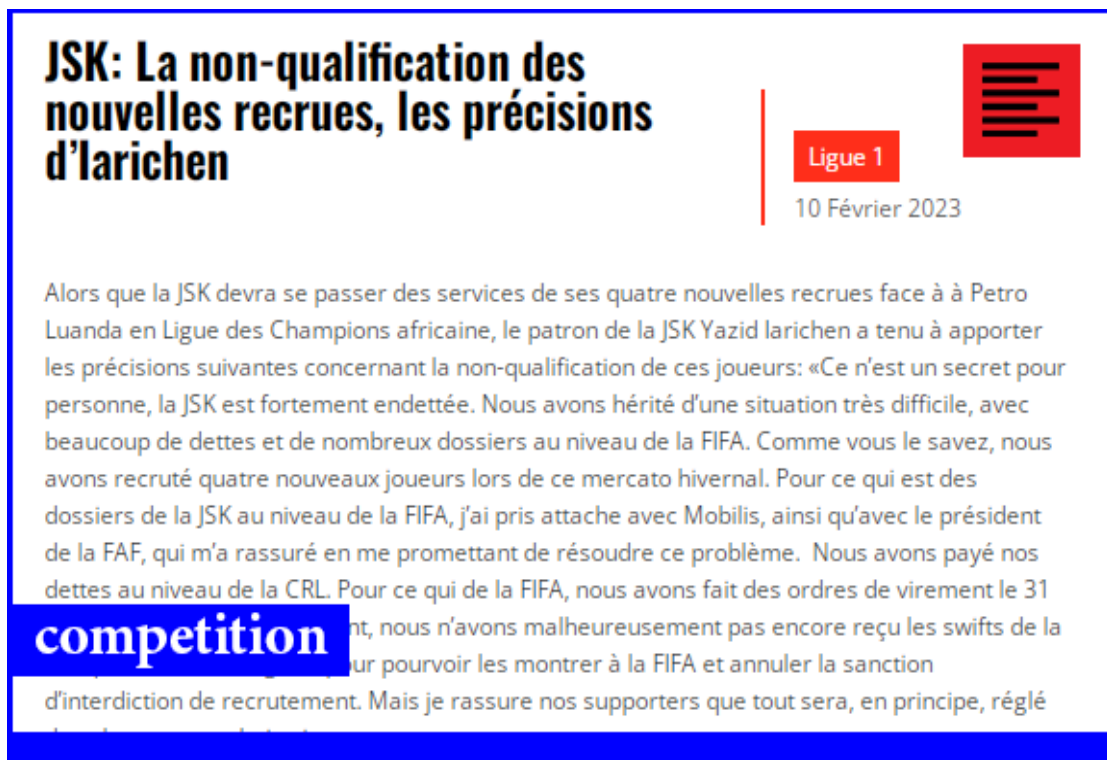 JSK: La non-qualification des
nouvelles recrues, les précisions
d’Iarichen
Ligue 1
10 Février 2023
Alors que la JSK devra se passer des services de ses quatre nouvelles recrues face à à Petro
Luanda en Ligue des Champions africaine, le patron de la JSK Yazid Iarichen a tenu à apporter
les précisions suivantes concernant la non-qualification de ces joueurs: «Ce n’est un secret pour
personne, la JSK est fortement endettée. Nous avons hérité d’une situation très difficile, avec
beaucoup de dettes et de nombreux dossiers au niveau de la FIFA. Comme vous le savez, nous
avons recruté quatre nouveaux joueurs lors de ce mercato hivernal. Pour ce qui est des
dossiers de la JSK au niveau de la FIFA, j’ai pris attache avec Mobilis, ainsi qu’avec le président
de la FAF, qui m’a rassuré en me promettant de résoudre ce problème.  Nous avons payé nos
dettes au niveau de la CRL. Pour ce qui de la FIFA, nous avons fait des ordres de virement le 31
competition
nt, nous n’avons malheureusement pas encore reçu les swifts de la
pourvoir les montrer à la FIFA et annuler la sanction
d’interdiction de recrutement. Mais je rassure nos supporters que tout sera, en principe, réglé